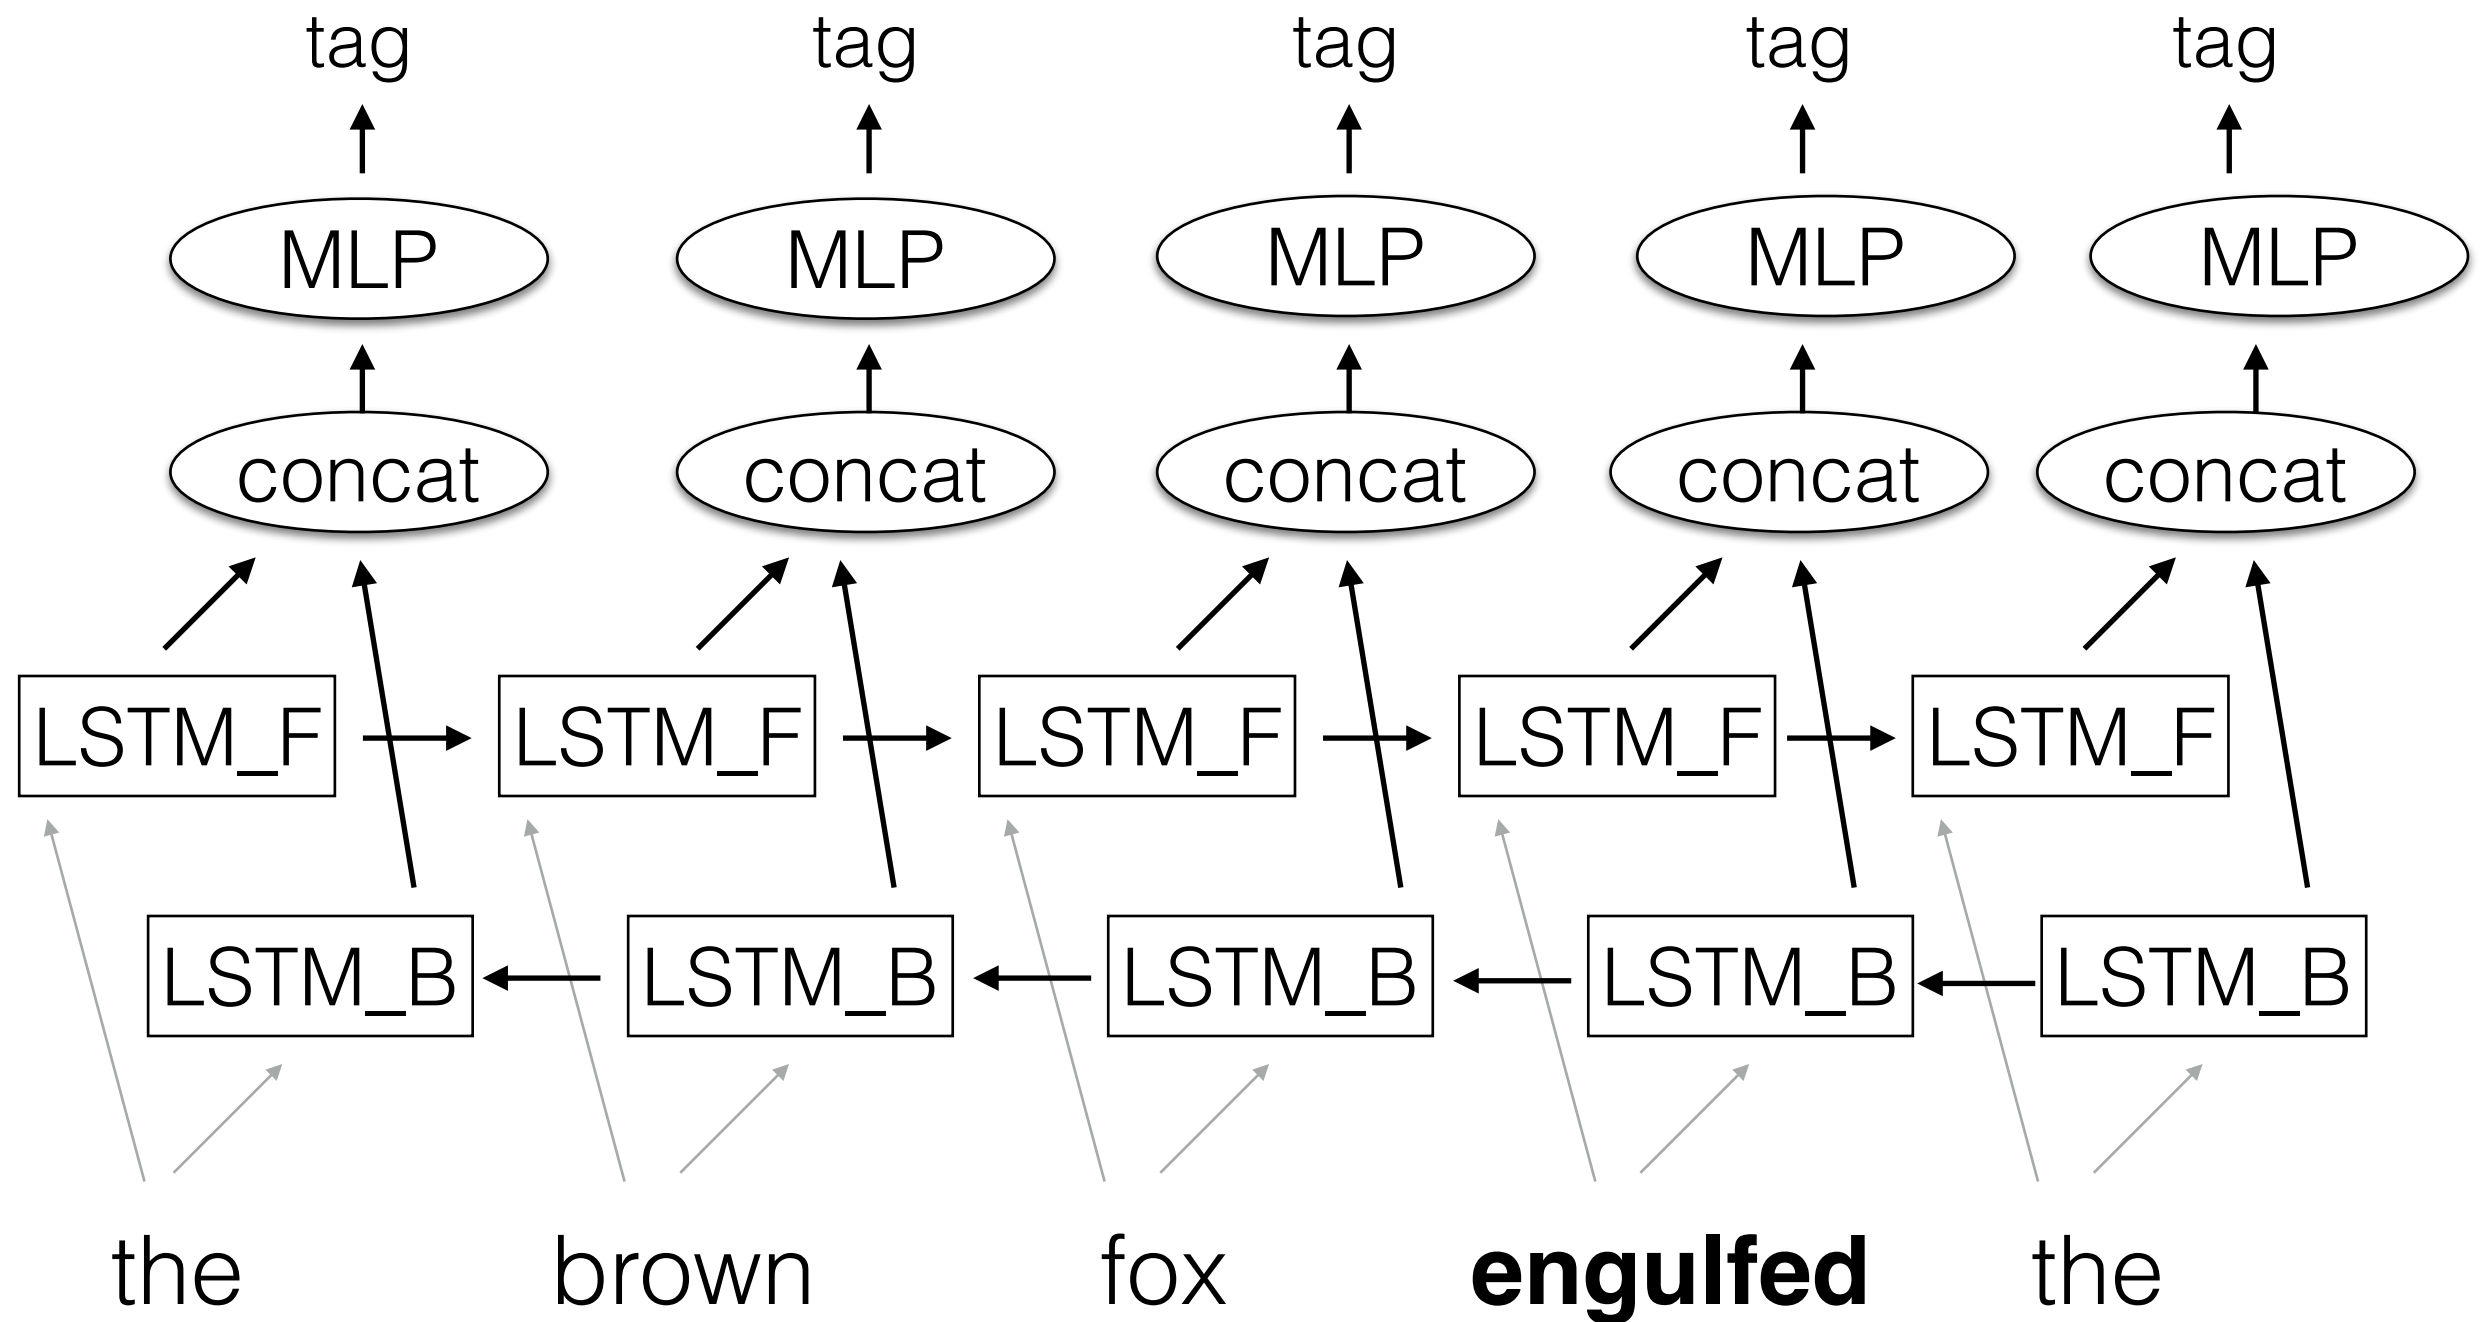 tag tag tag tag tag
MLP MLP MLP MLP MLP
concat concat concat concat concat
LSTM_F LSTM_F LSTM_F LSTM_F LSTM_F
LSTM_B LSTM_B LSTM_B LSTM_B LSTM_B
the brown fox engulfed the